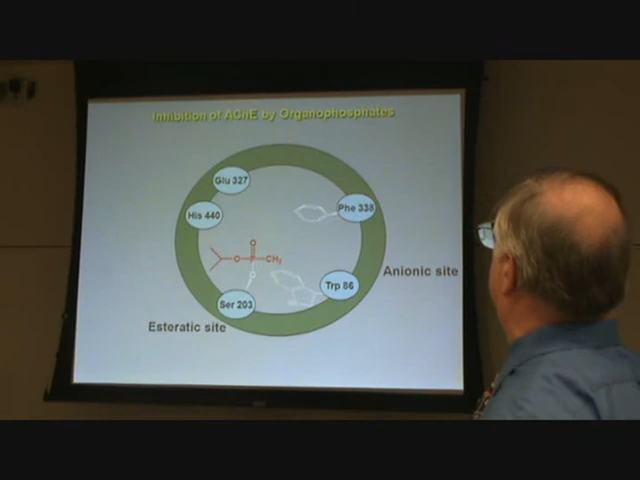 Inhibition of AChE by Organophosphates
Glu 327
His 440
Phe 338
O
O
P
CH3
O
Anionic site
Trp 86
Ser 203
Esteratic site